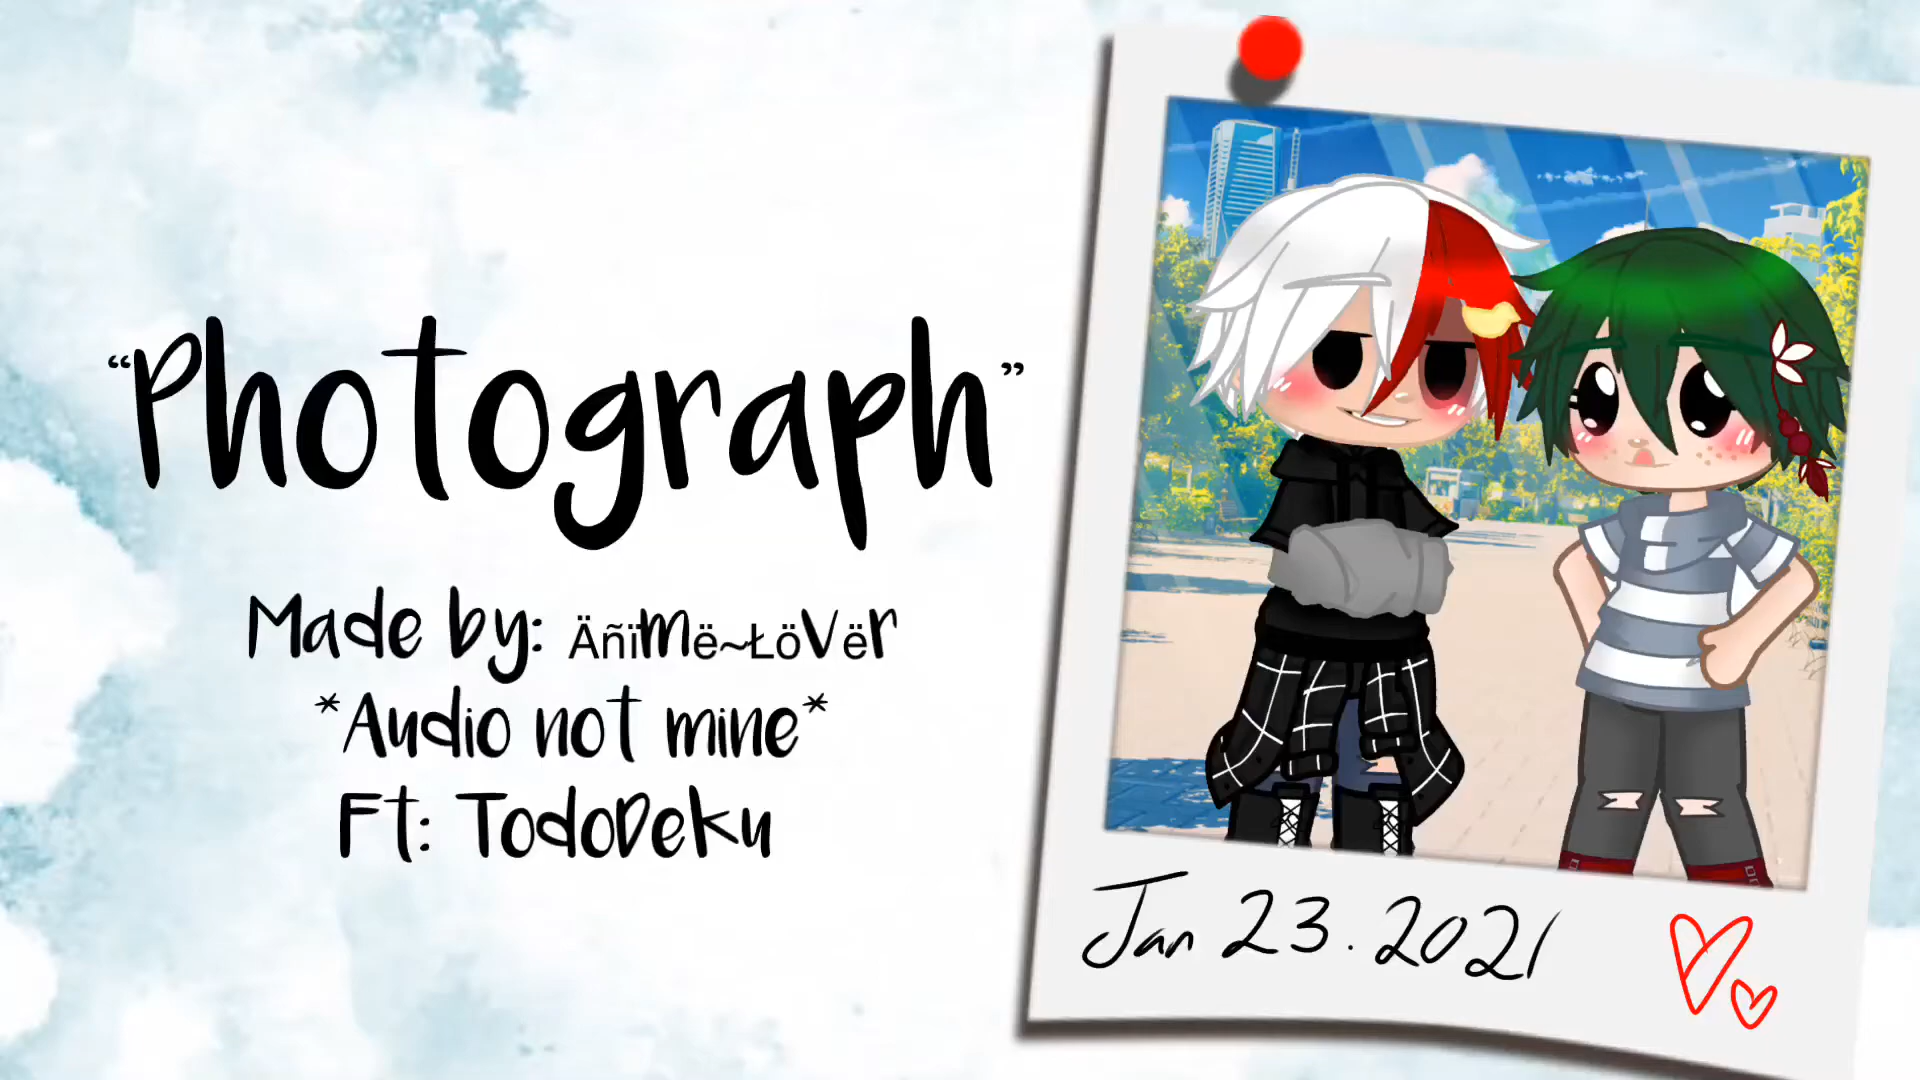 “Photograph”
Made by: Äñïmë~ŁöVër
*Audio not mine*
Ft: TodoDeku
Jan 23.2021